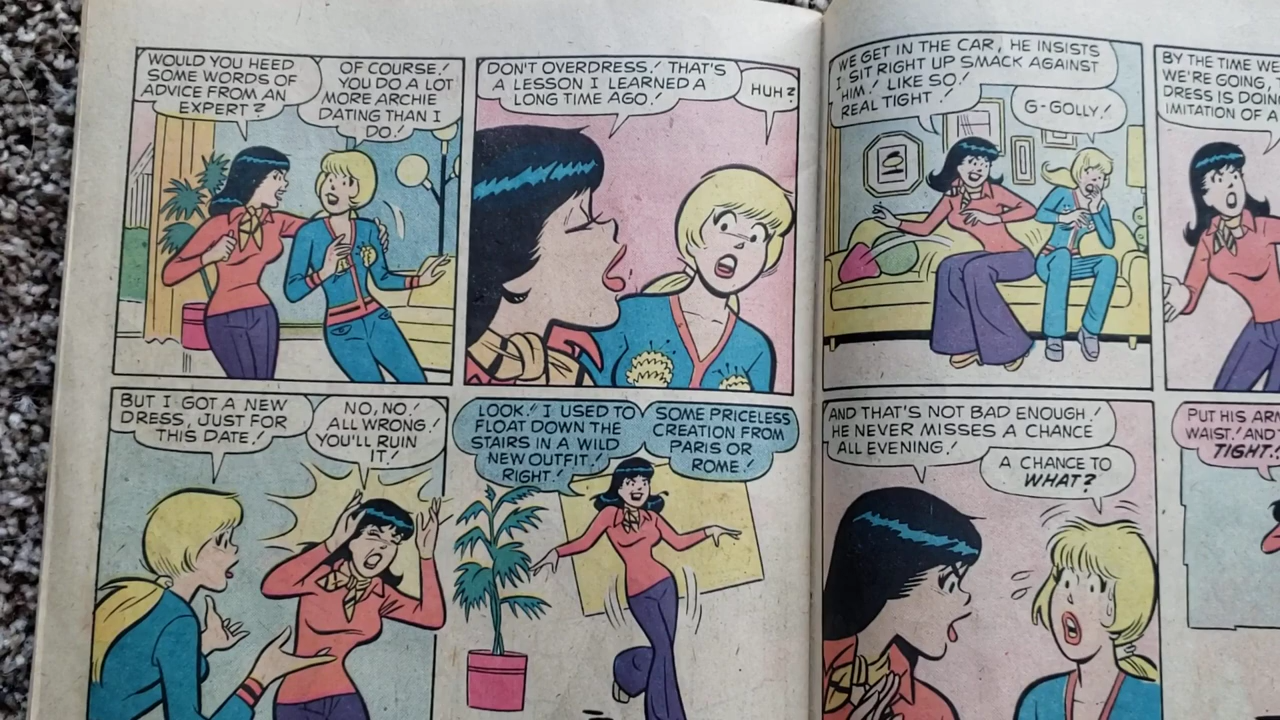 WOULD YOU HEED
SOME WORDS OF
ADVICE FROM AN
EXPERT?
OF COURSE!
YOU DO A LOT
MORE ARCHIE
DATING THAN I
DO!
DON'T OVERDRESS! THAT'S
A LESSON I LEARNED A
LONG TIME AGO!
HUH?
BUT I GOT A NEW
DRESS, JUST FOR
THIS DATE!
NO, NO!
ALL WRONG!
YOU'LL RUIN
IT!
LOOK! I USED TO
FLOAT DOWN THE
STAIRS IN A WILD
NEW OUTFIT!
RIGHT!
SOME PRICELESS
CREATION FROM
PARIS OR
ROME!
WE GET IN THE CAR, HE INSISTS
I SIT RIGHT UP SMACK AGAINST
HIM! LIKE SO!
REAL TIGHT!
G-GOLLY!
BY THE TIME WE
WE'RE GOING,
DRESS IS DOIN
IMITATION OF A
AND THAT'S NOT BAD ENOUGH!
HE NEVER MISSES A CHANCE
ALL EVENING!
A CHANCE TO
WHAT?
PUT HIS ARM
WAIST! AND
TIGHT!